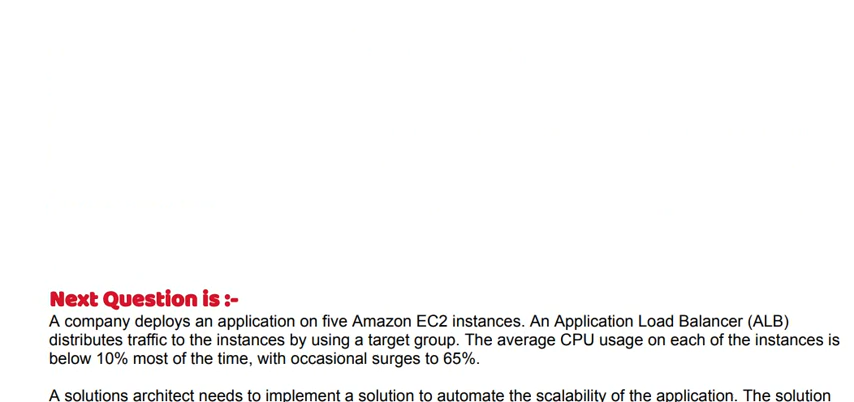 Next Question is :-
A company deploys an application on five Amazon EC2 instances. An Application Load Balancer (ALB)
distributes traffic to the instances by using a target group. The average CPU usage on each of the instances is
below 10% most of the time, with occasional surges to 65%.
A solutions architect needs to implement a solution to automate the scalability of the application. The solution